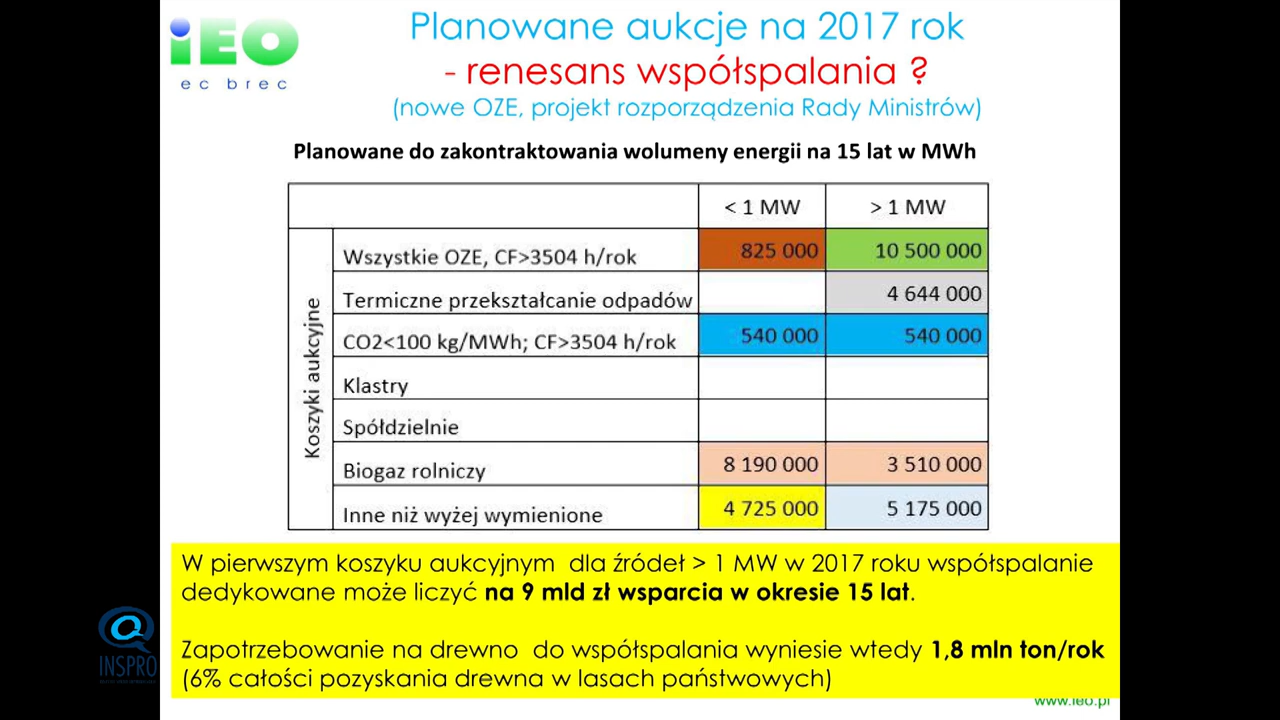 iEO
ec brec
Planowane aukcje na 2017 rok
- renesans współspalania ?
(nowe OZE, projekt rozporządzenia Rady Ministrów)
Planowane do zakontraktowania wolumeny energii na 15 lat w MWh
< 1 MW > 1 MW
Koszyki aukcyjne
Wszystkie OZE, CF>3504 h/rok 825 000 10 500 000
Termiczne przekształcanie odpadów 4 644 000
CO2<100 kg/MWh; CF>3504 h/rok 540 000 540 000
Klastry
Spółdzielnie
Biogaz rolniczy 8 190 000 3 510 000
Inne niż wyżej wymienione 4 725 000 5 175 000
W pierwszym koszyku aukcyjnym dla źródeł > 1 MW w 2017 roku współspalanie
dedykowane może liczyć na 9 mld zł wsparcia w okresie 15 lat.
Zapotrzebowanie na drewno do współspalania wyniesie wtedy 1,8 mln ton/rok
(6% całości pozyskania drewna w lasach państwowych)
INSPRO
www.ieo.pl